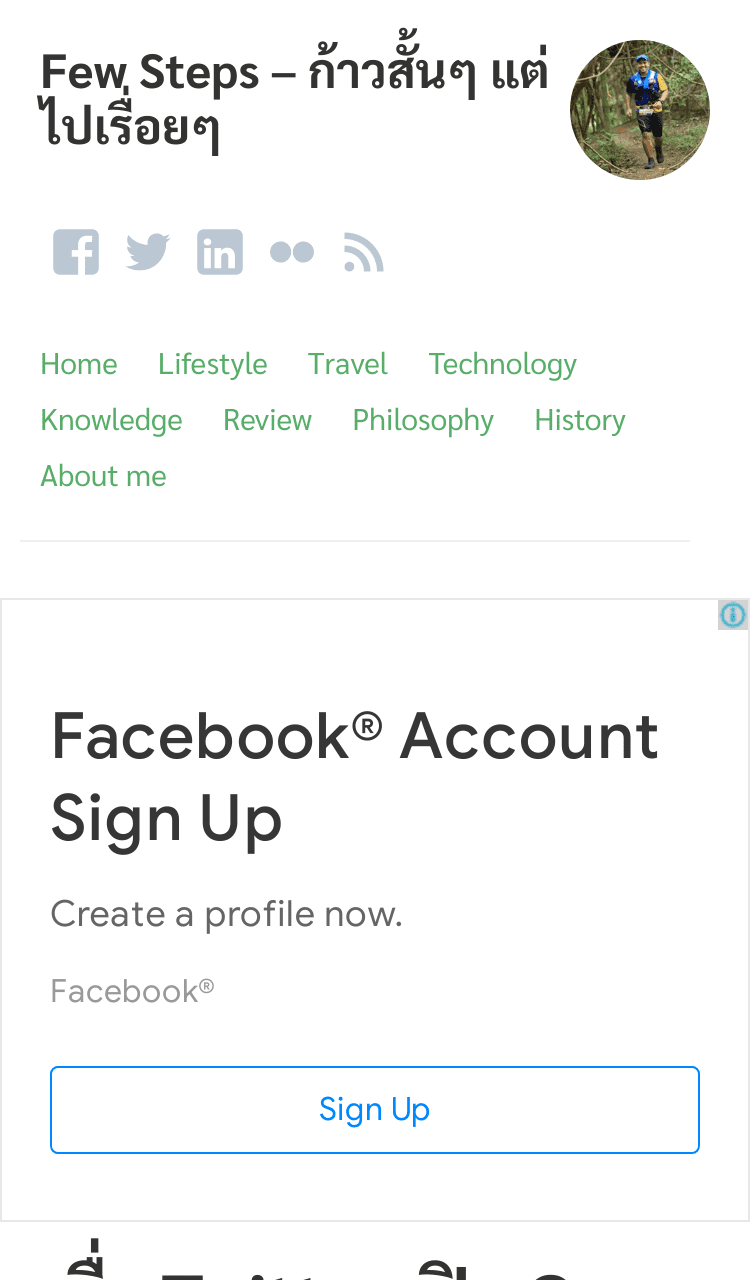 Few Steps – ก้าวสั้นๆ แต่
ไปเรื่อยๆ
Home Lifestyle Travel Technology
Knowledge Review Philosophy History
About me
Facebook® Account
Sign Up
Create a profile now.
Facebook®
Sign Up